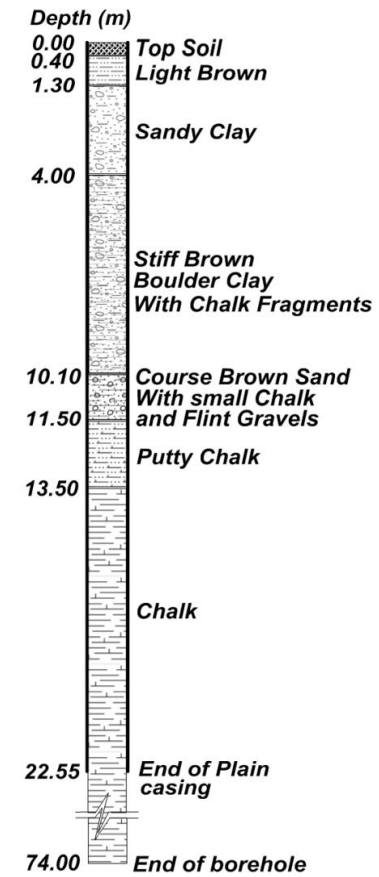 Depth (m)
0.00 Top Soil
0.40
Light Brown
1.30
Sandy Clay
4.00
Stiff Brown
Boulder Clay
With Chalk Fragments
10.10 Course Brown Sand
With small Chalk
11.50 and Flint Gravels
Putty Chalk
13.50
Chalk
22.55 End of Plain
casing
74.00 End of borehole